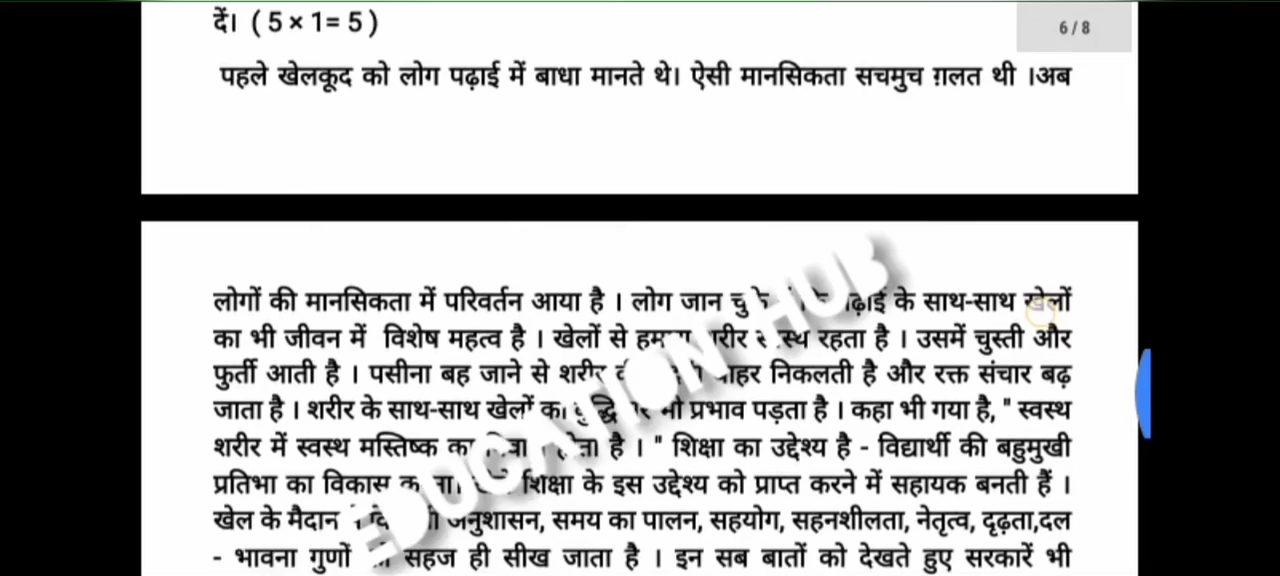 दें। ( 5 × 1= 5 )
6 / 8
पहले खेलकूद को लोग पढ़ाई में बाधा मानते थे। ऐसी मानसिकता सचमुच ग़लत थी ।अब
लोगों की मानसिकता में परिवर्तन आया है । लोग जान चुके के साथ-साथ खेलों
का भी जीवन में विशेष महत्व है । खेलों से शरीर रहता है । उसमें चुस्ती और
फुर्ती आती है । पसीना बह जाने से शरीर बाहर निकलती है और रक्त संचार बढ़
जाता है । शरीर के साथ-साथ खेलों का प्रभाव पड़ता है । कहा भी गया है, " स्वस्थ
शरीर में स्वस्थ मस्तिष्क का है । " शिक्षा का उद्देश्य है - विद्यार्थी की बहुमुखी
प्रतिभा का विकास शिक्षा के इस उद्देश्य को प्राप्त करने में सहायक बनती हैं ।
खेल के मैदान अनुशासन, समय का पालन, सहयोग, सहनशीलता, नेतृत्व, दृढ़ता,दल
- भावना गुणों सहज ही सीख जाता है । इन सब बातों को देखते हुए सरकारें भी
EDUCATION HUB